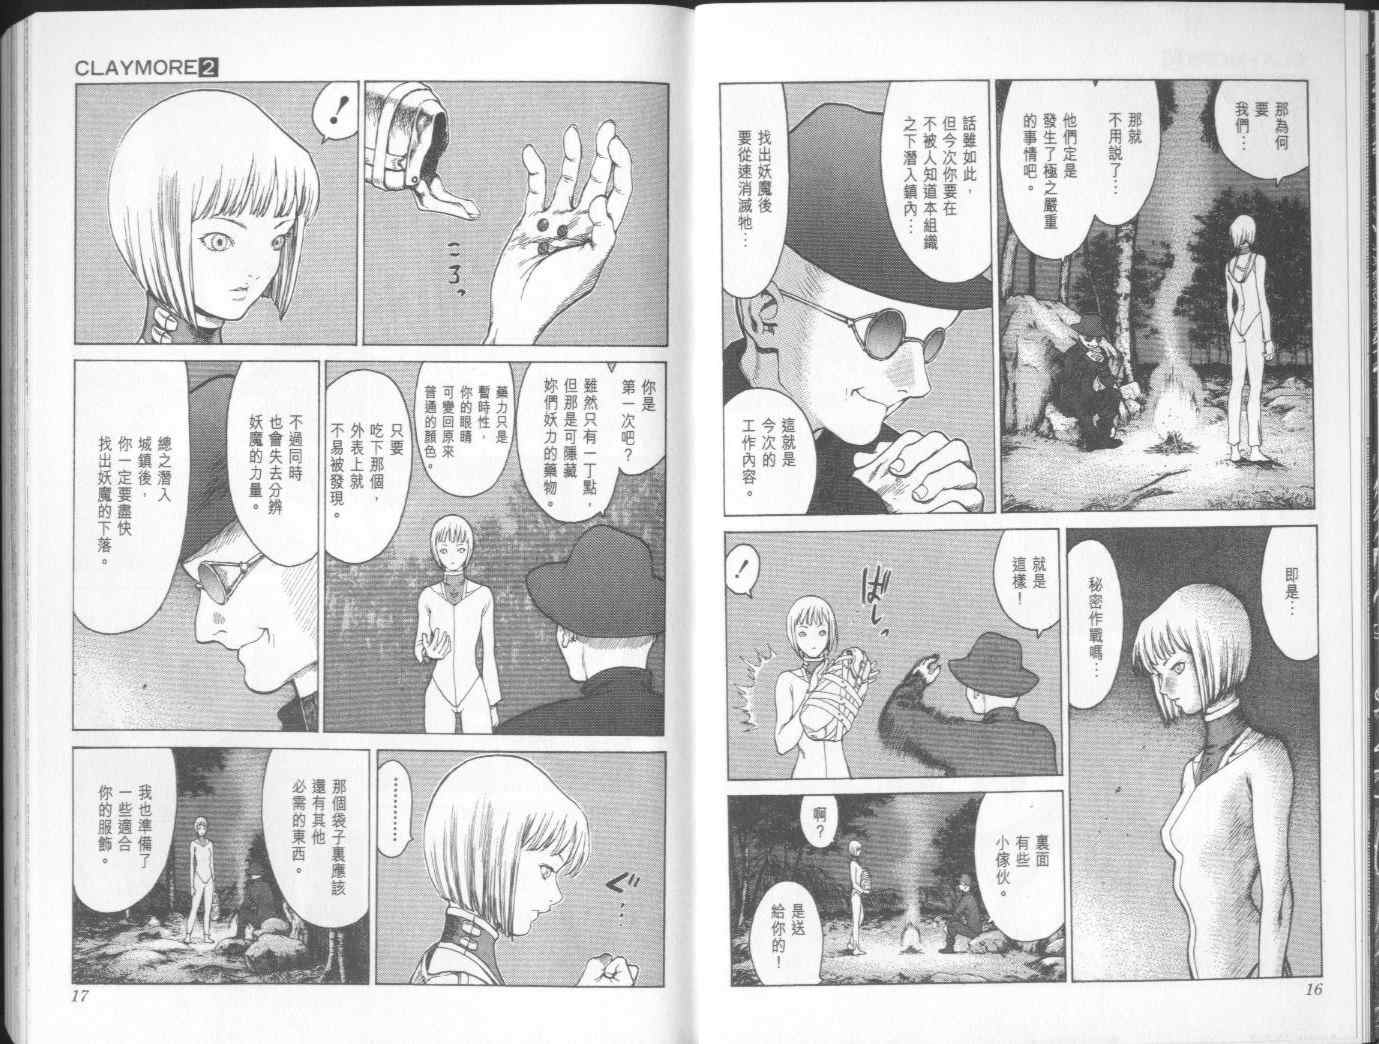 那為何
要
我們…
那就
不用說了…
他們定是
發生了極之嚴重
的事情吧。
話雖如此，
但今次你要在
不被人知道本組織
之下潛入鎮內…
找出妖魔後
要從速消滅牠…
這就是
今次的
工作內容。
即是…
秘密作戰嗎…
就是
這樣！
ばしっ
！
裏面
有些
小傢伙。
啊？
是送
給你的！
16
CLAYMORE2
！
ころっ
你是
第一次吧？
雖然只有一丁點，
但那是可隱藏
妳們妖力的藥物。
藥力只是
暫時性，
你的眼睛
可變回原來
普通的顏色。
只要
吃下那個，
外表上就
不易被發現。
不過同時
也會失去分辨
妖魔的力量。
總之潛入
城鎮後，
你一定要盡快
找出妖魔的下落。
…………
ぐ…
那個袋子裏應該
還有其他
必需的東西。
我也準備了
一些適合
你的服飾。
17